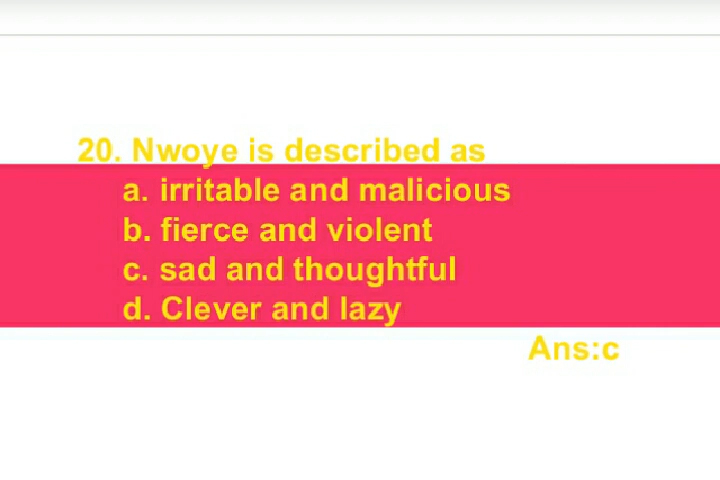 20. Nwoye is described as
a. irritable and malicious
b. fierce and violent
c. sad and thoughtful
d. Clever and lazy
Ans:c